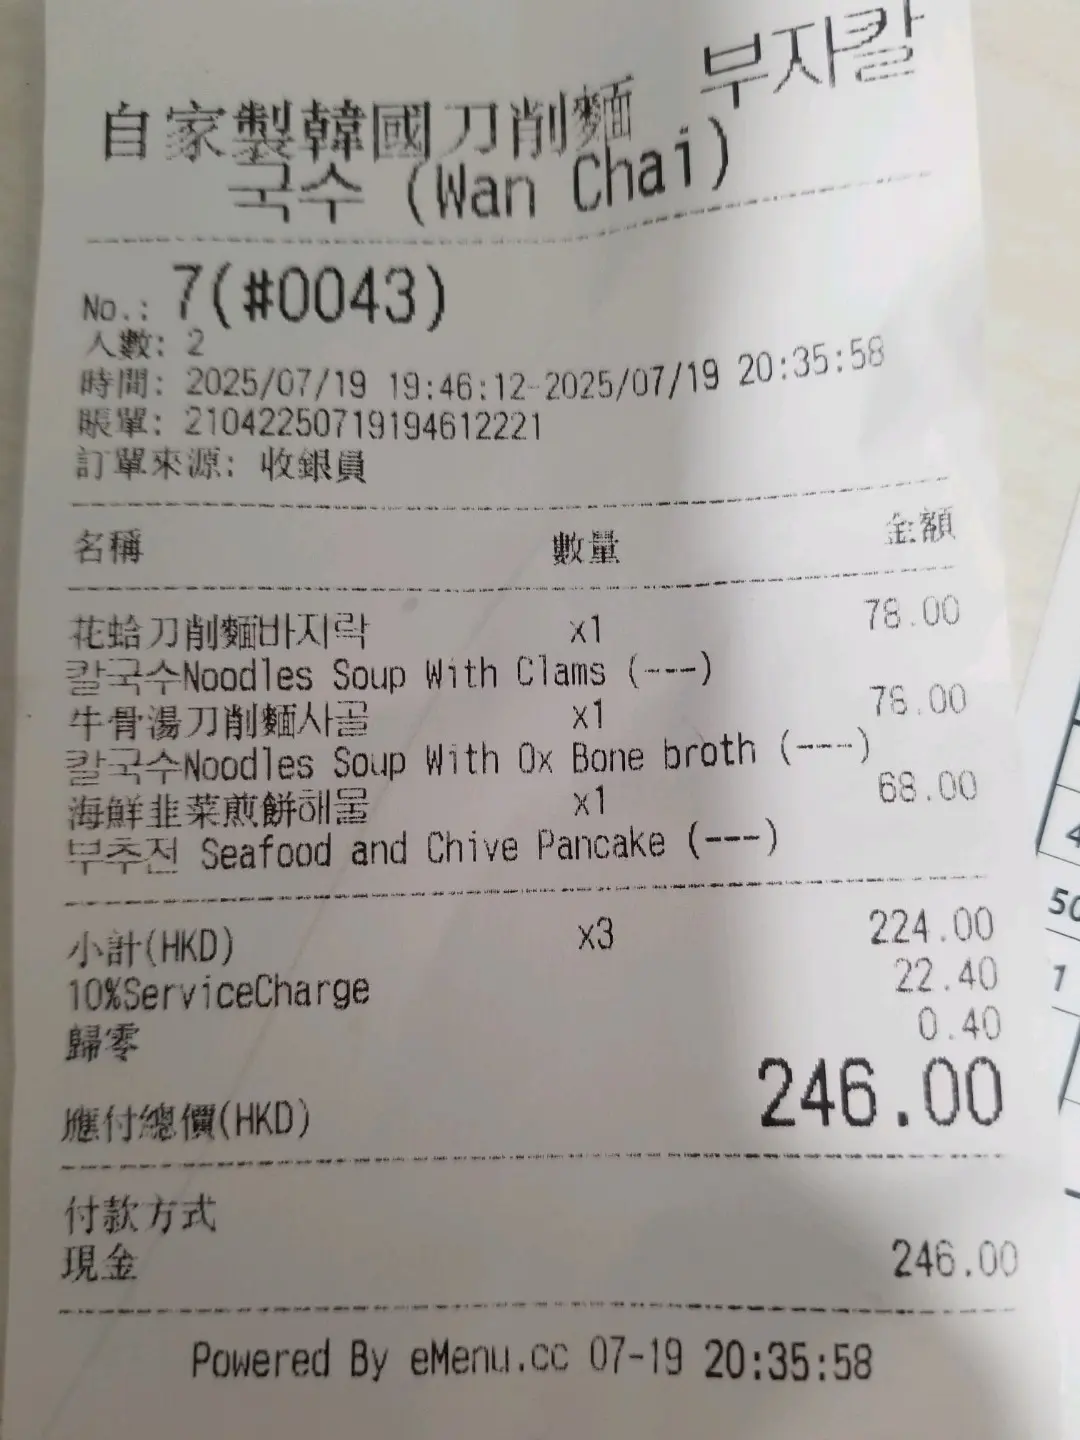 自家製韓國刀削麵 부자칼
국수 (Wan Chai)
No.: 7(#0043)
人數: 2
時間: 2025/07/19 19:46:12-2025/07/19 20:35:58
賬單: 210422507191946122​21
訂單來源: 收銀員
名稱 數量 金額
花蛤刀削麵바지락 x1 78.00
칼국수Noodles Soup With Clams (---)
牛骨湯刀削麵사골 x1 78.00
칼국수Noodles Soup With Ox Bone broth (---)
海鮮韭菜煎餅해물 x1 68.00
부추전 Seafood and Chive Pancake (---)
小計(HKD) x3 224.00
10%ServiceCharge 22.40
歸零 0.40
應付總價(HKD) 246.00
付款方式
現金 246.00
Powered By eMenu.cc 07-19 20:35:58